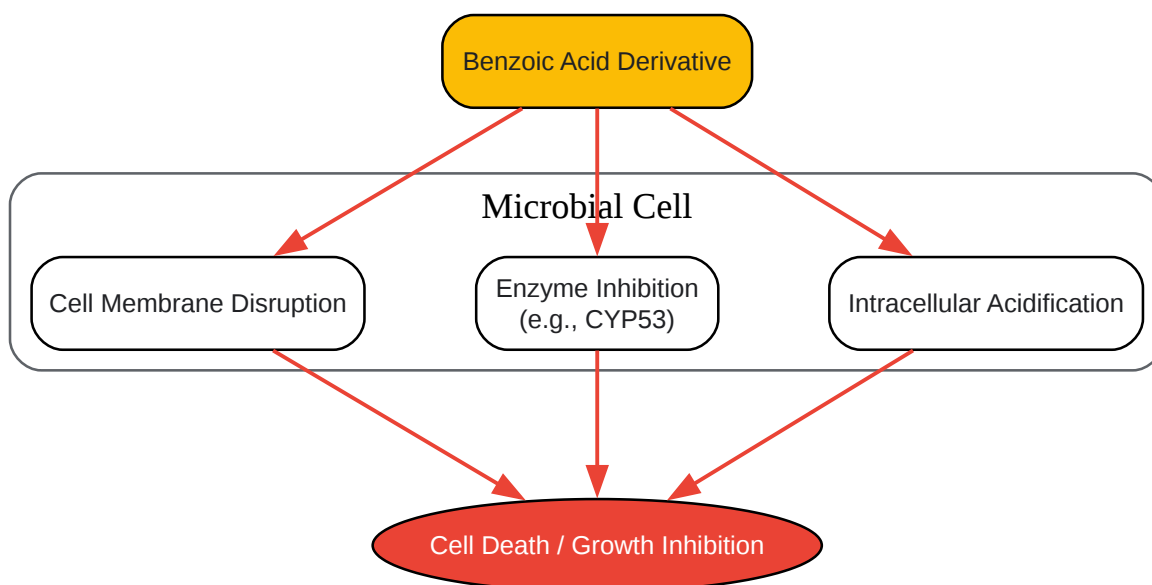 Benzoic Acid Derivative
Microbial Cell
Cell Membrane Disruption
Enzyme Inhibition
(e.g., CYP53)
Intracellular Acidification
Cell Death / Growth Inhibition